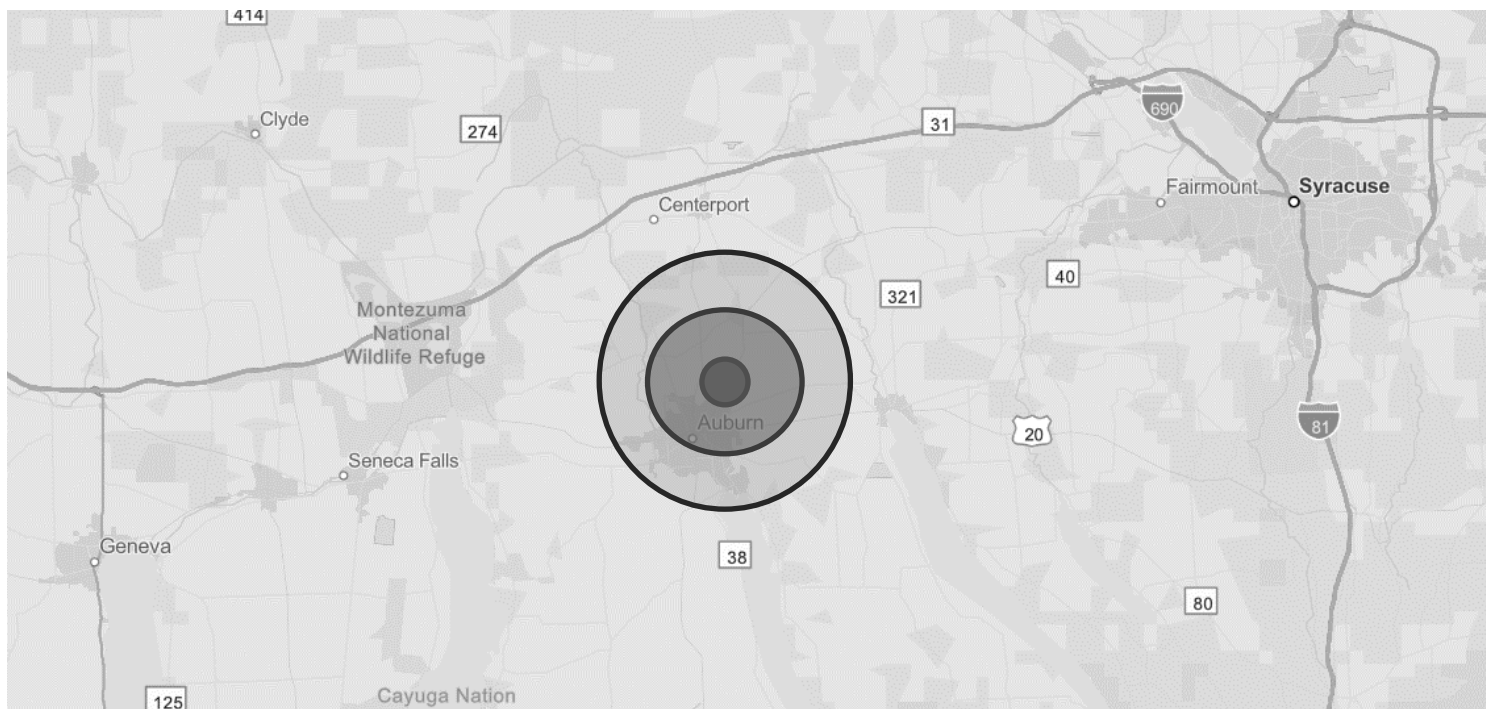 414
Clyde
274
31
690
Fairmount
Syracuse
Centerport
40
321
Montezuma
National
Wildlife Refuge
Auburn
20
81
Seneca Falls
Geneva
38
80
125
Cayuga Nation